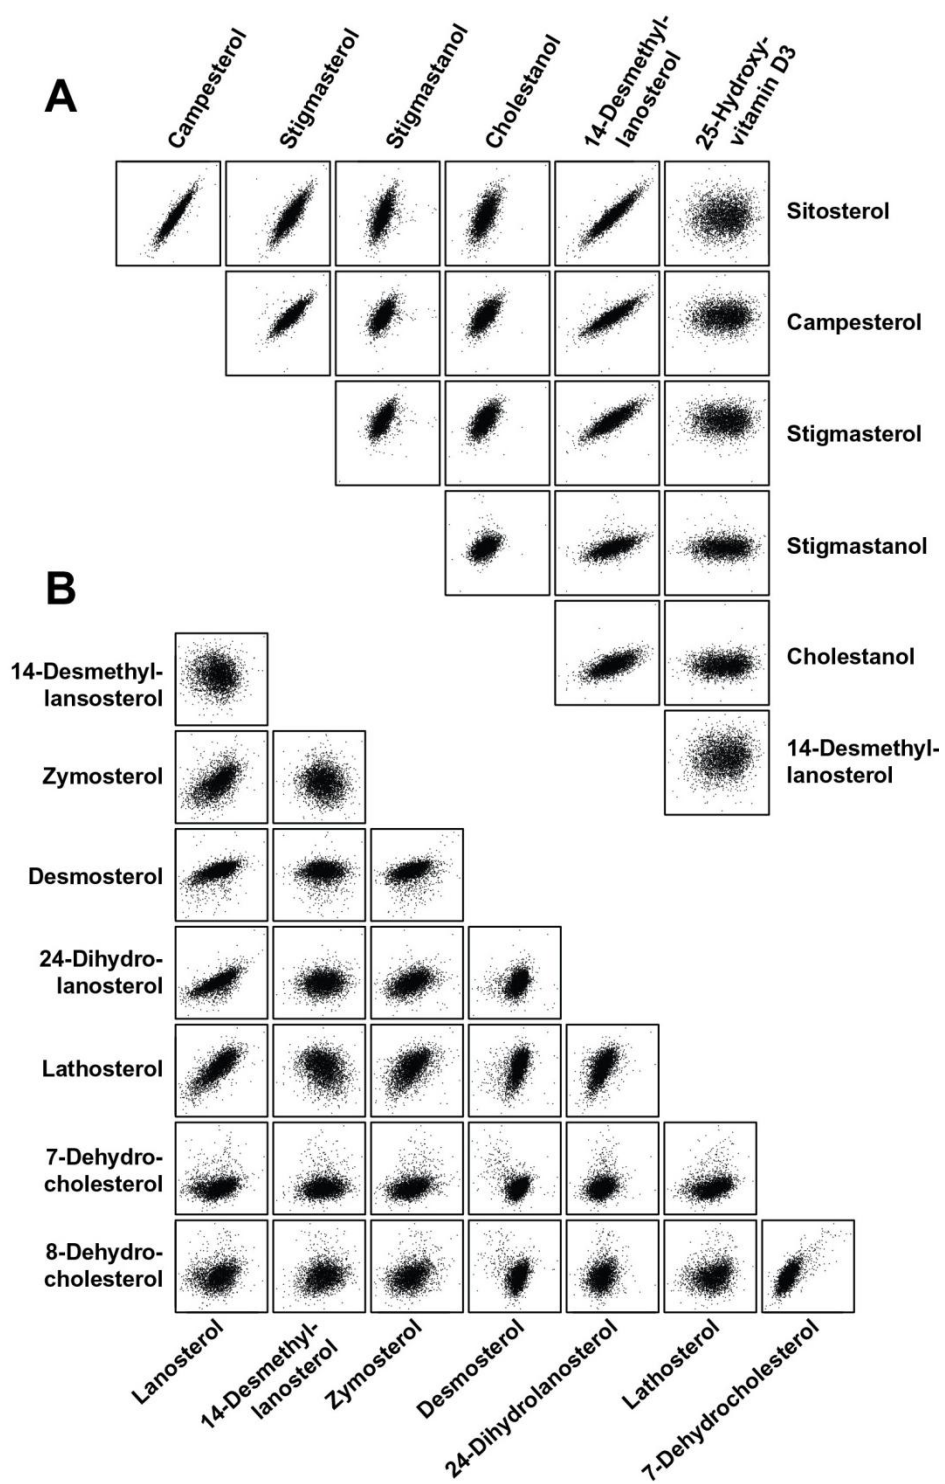 A
Campesterol
Stigmasterol
Stigmastanol
Cholestanol
14-Desmethyl-
lanosterol
25-Hydroxy-
vitamin D3
Sitosterol
Campesterol
Stigmasterol
Stigmastanol
Cholestanol
14-Desmethyl-
lanosterol
B
14-Desmethyl-
lansosterol
Zymosterol
Desmosterol
24-Dihydro-
lanosterol
Lathosterol
7-Dehydro-
cholesterol
8-Dehydro-
cholesterol
Lanosterol
14-Desmethyl-
lanosterol
Zymosterol
Desmosterol
24-Dihydrolanosterol
Lathosterol
7-Dehydrocholesterol